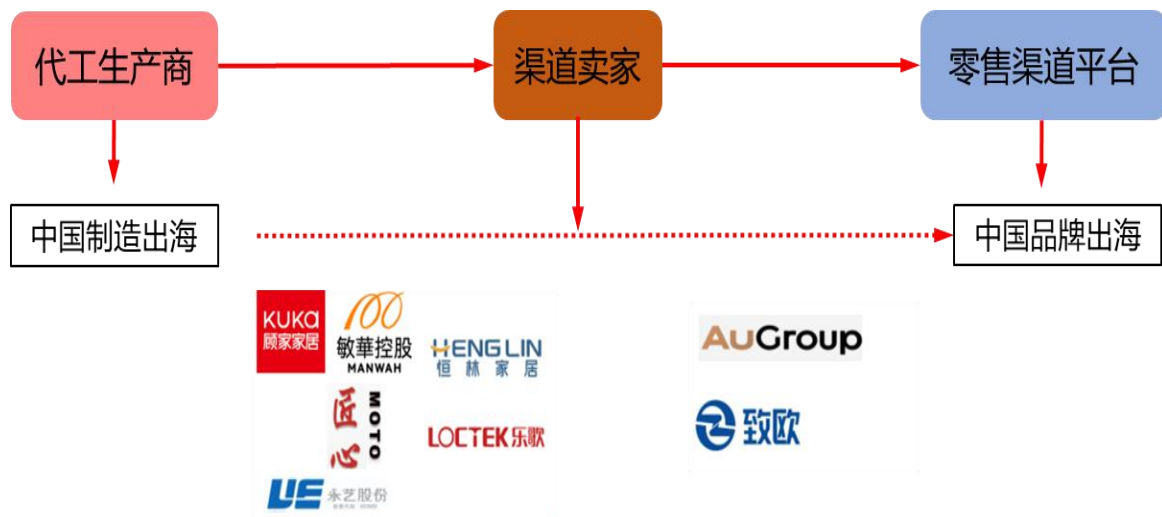 代工生产商
渠道卖家
零售渠道平台
中国制造出海
中国品牌出海
KUKA
顾家家居
敏華控股
MANWAH
HENGLIN
恒林家居
匠心
MOTO
LOCTEK乐歌
UE 永艺股份
AuGroup
致欧